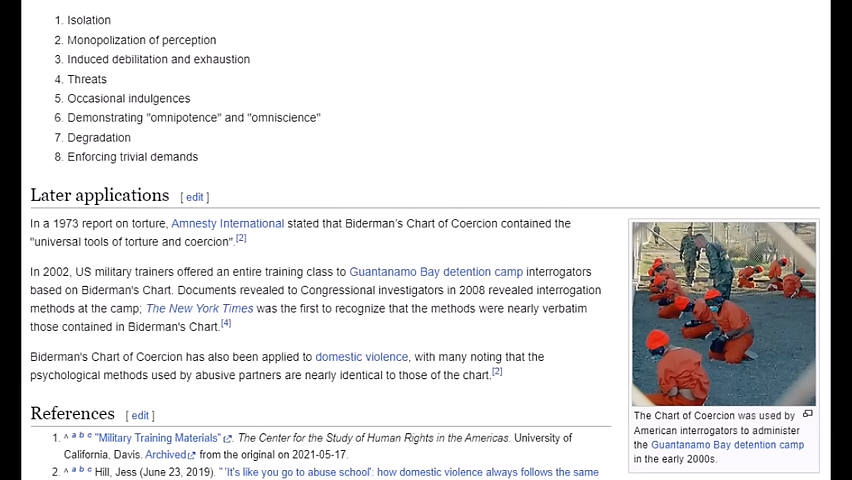 1. Isolation
2. Monopolization of perception
3. Induced debilitation and exhaustion
4. Threats
5. Occasional indulgences
6. Demonstrating "omnipotence" and "omniscience"
7. Degradation
8. Enforcing trivial demands
Later applications [ edit ]
In a 1973 report on torture, Amnesty International stated that Biderman's Chart of Coercion contained the
"universal tools of torture and coercion".[2]
In 2002, US military trainers offered an entire training class to Guantanamo Bay detention camp interrogators
based on Biderman's Chart. Documents revealed to Congressional investigators in 2008 revealed interrogation
methods at the camp; The New York Times was the first to recognize that the methods were nearly verbatim
those contained in Biderman's Chart.[4]
Biderman's Chart of Coercion has also been applied to domestic violence, with many noting that the
psychological methods used by abusive partners are nearly identical to those of the chart.[2]
The Chart of Coercion was used by
American interrogators to administer
the Guantanamo Bay detention camp
in the early 2000s.
References [ edit ]
1. ^ a b c "Military Training Materials". The Center for the Study of Human Rights in the Americas. University of
California, Davis. Archived from the original on 2021-05-17.
2. ^ a b c Hill, Jess (June 23, 2019). "'It's like you go to abuse school': how domestic violence always follows the same